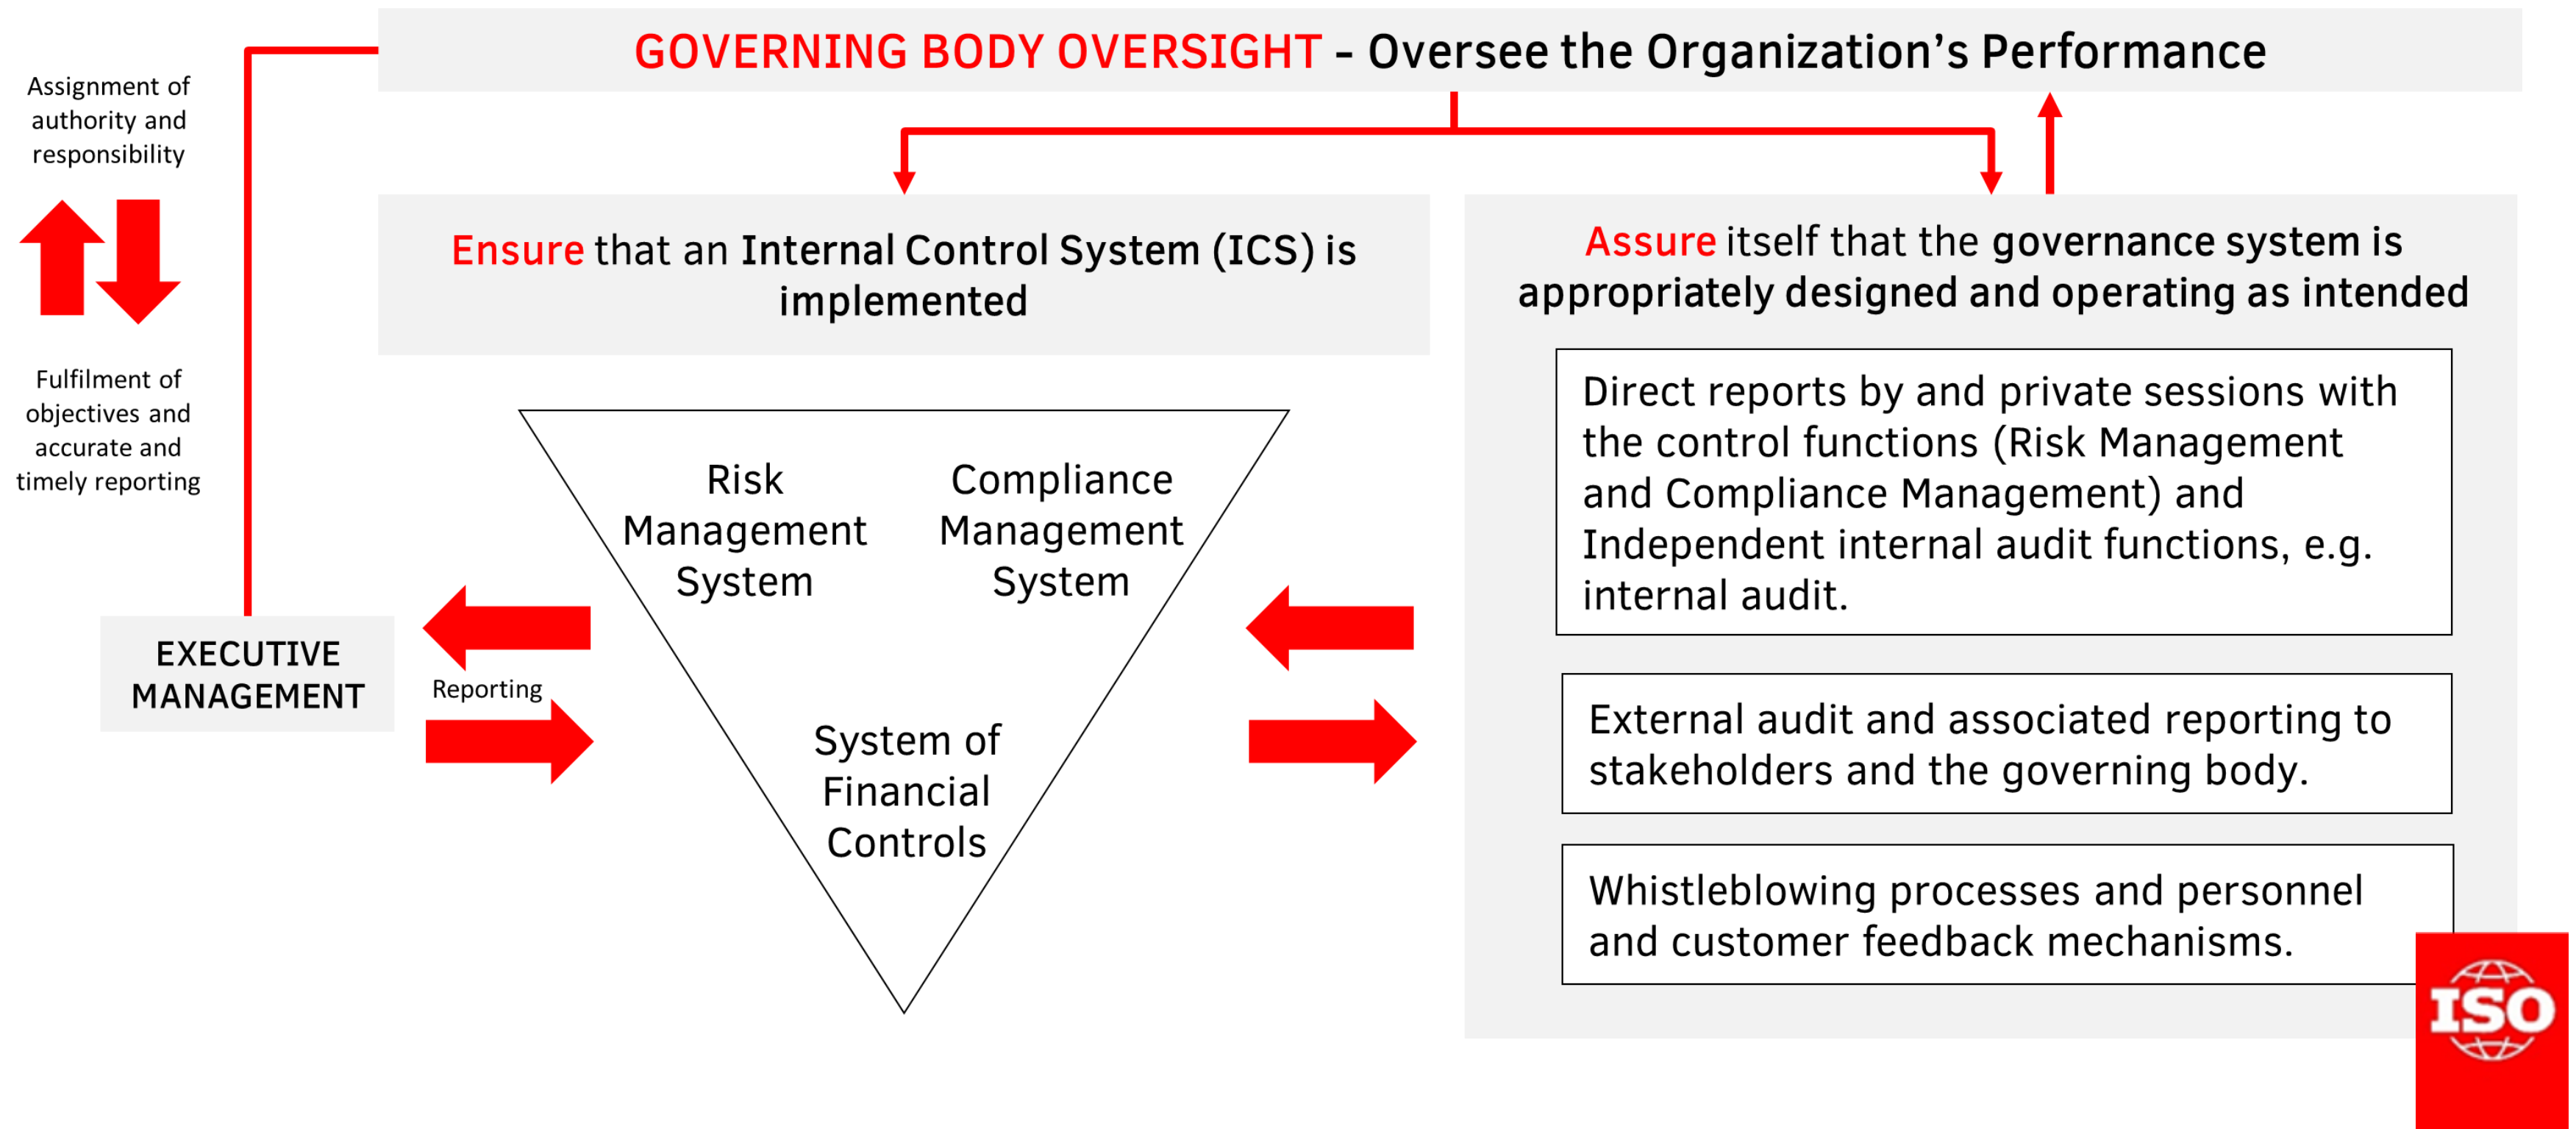 GOVERNING BODY OVERSIGHT - Oversee the Organization's Performance
Assignment of
authority and
responsibility
Fulfilment of
objectives and
accurate and
timely reporting
EXECUTIVE
MANAGEMENT
Reporting
Ensure that an Internal Control System (ICS) is
implemented
Risk
Management
System
Compliance
Management
System
System of
Financial
Controls
Assure itself that the governance system is
appropriately designed and operating as intended
Direct reports by and private sessions with
the control functions (Risk Management
and Compliance Management) and
Independent internal audit functions, e.g.
internal audit.
External audit and associated reporting to
stakeholders and the governing body.
Whistleblowing processes and personnel
and customer feedback mechanisms.
ISO